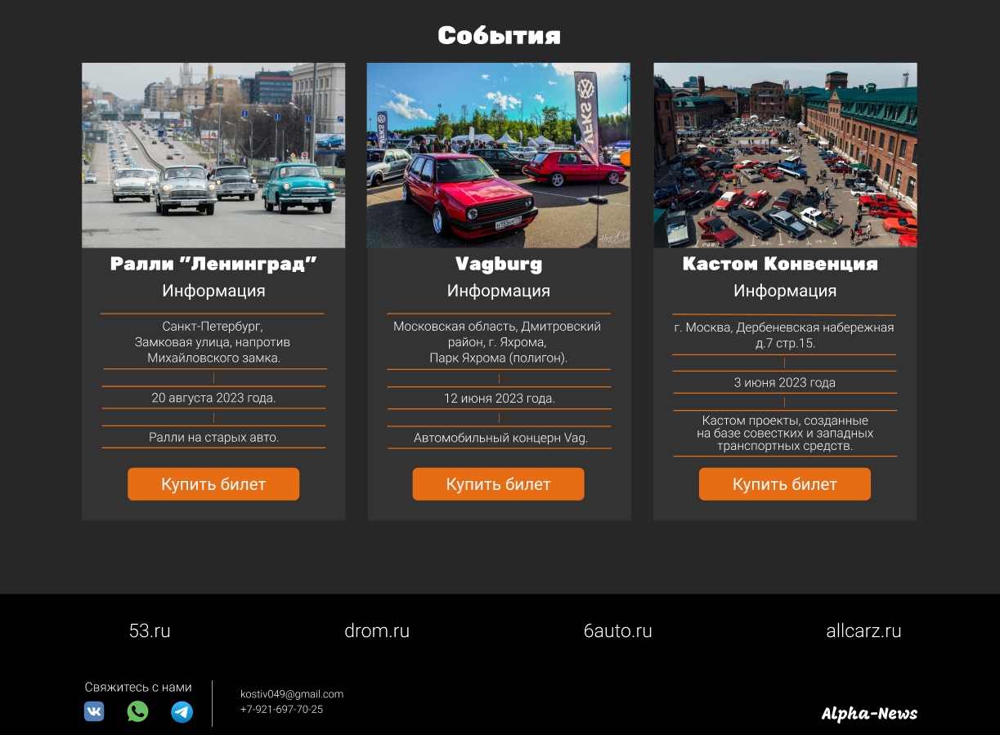 События
VFKS
Ралли "Ленинград"
Информация
Санкт-Петербург,
Замковая улица, напротив
Михайловского замка.
20 августа 2023 года.
Ралли на старых авто.
Купить билет
Vagburg
Информация
Московская область, Дмитровский
район, г. Яхрома,
Парк Яхрома (полигон).
12 июня 2023 года.
Автомобильный концерн Vag.
Купить билет
Кастом Конвенция
Информация
г. Москва, Дербеневская набережная
д.7 стр.15.
3 июня 2023 года
Кастом проекты, созданные
на базе совестких и западных
транспортных средств.
Купить билет
53.ru
drom.ru
6auto.ru
allcarz.ru
Свяжитесь с нами
kostiv049@gmail.com
+7-921-697-70-25
Alpha-News